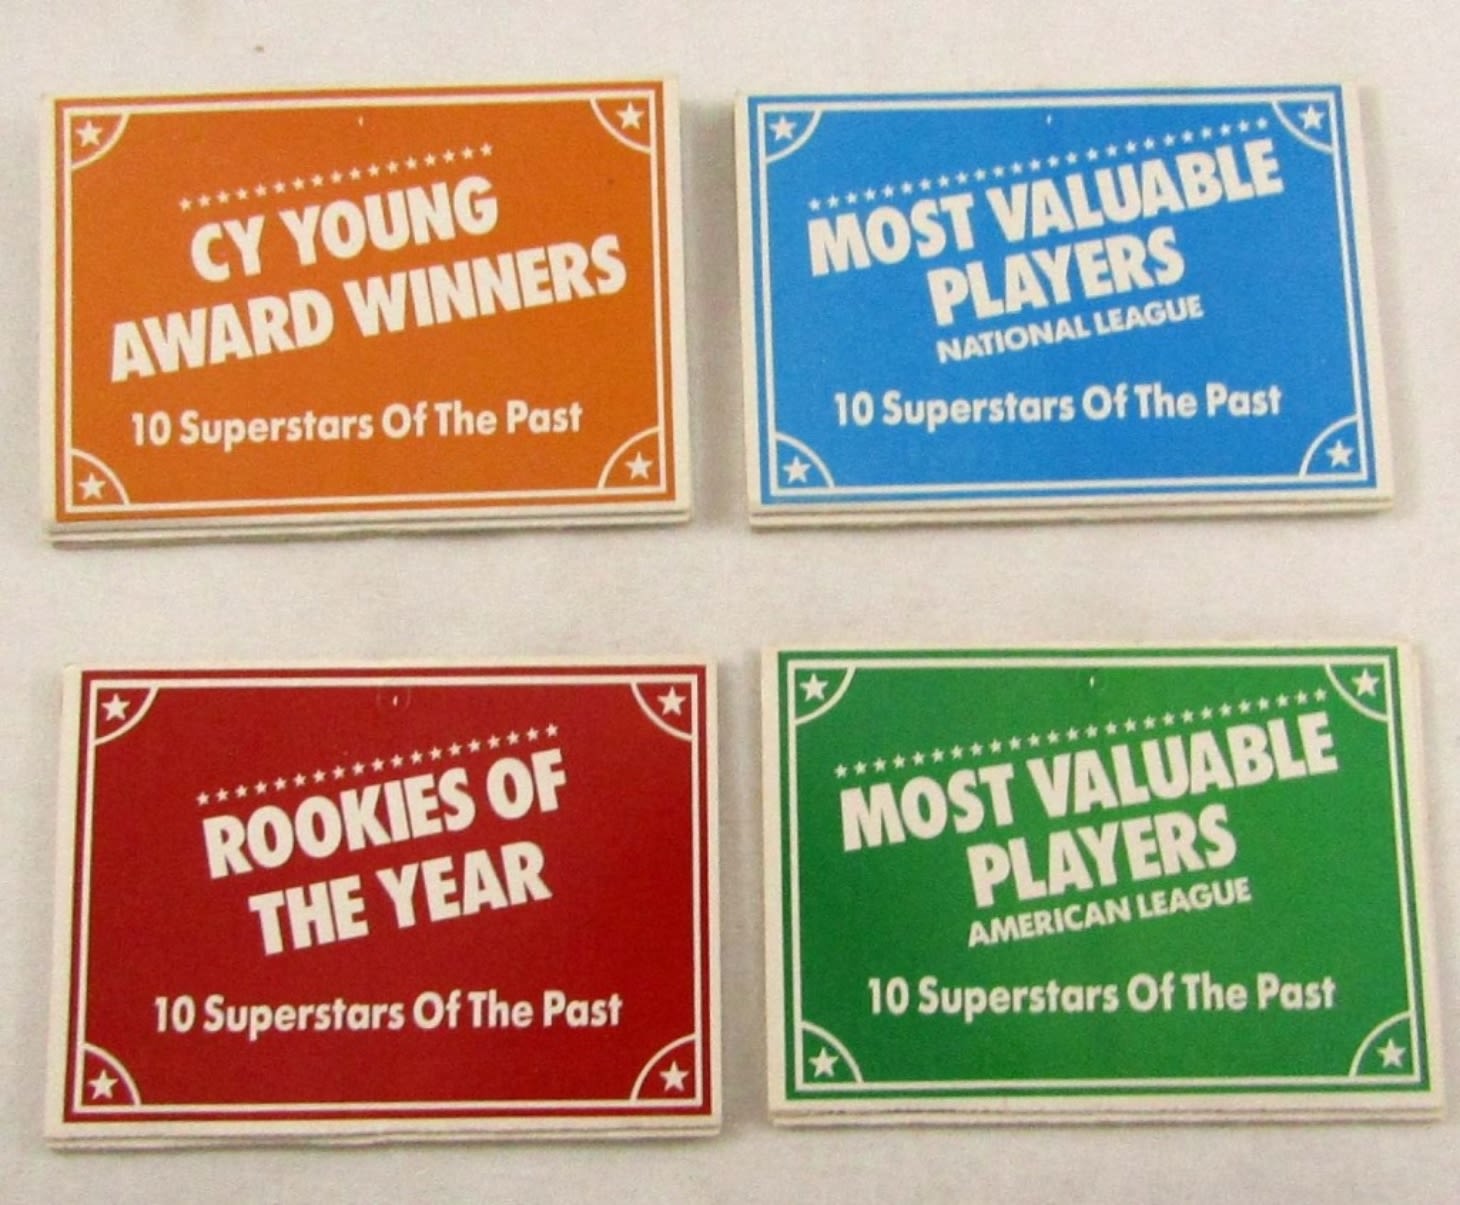 CY YOUNG
AWARD WINNERS
10 Superstars Of The Past
MOST VALUABLE
PLAYERS
NATIONAL LEAGUE
10 Superstars Of The Past
ROOKIES OF
THE YEAR
10 Superstars Of The Past
MOST VALUABLE
PLAYERS
AMERICAN LEAGUE
10 Superstars Of The Past